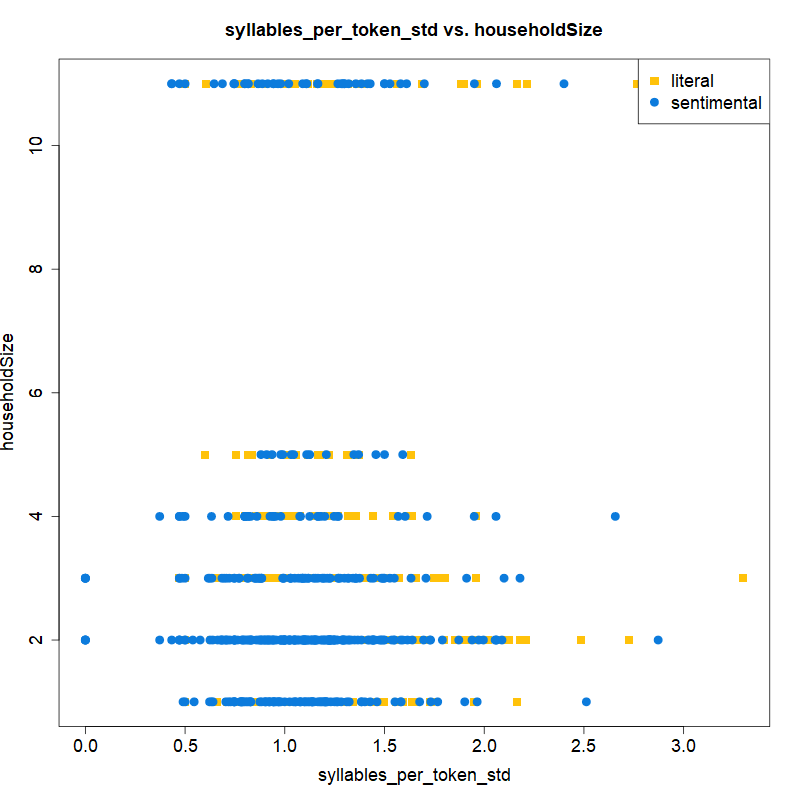 syllables_per_token_std vs. householdSize
literal
sentimental
householdSize
10
8
6
4
2
0.0 0.5 1.0 1.5 2.0 2.5 3.0
syllables_per_token_std